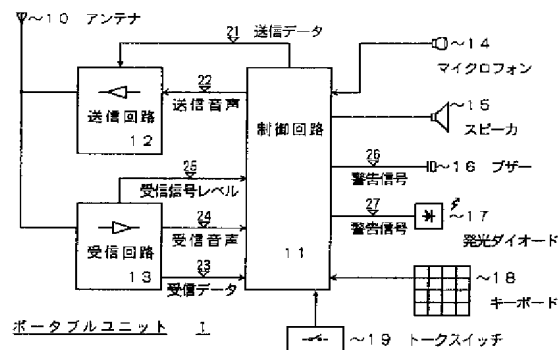 ~10 アンテナ
21 送信データ
22
送信音声
送信回路
12
25
受信信号レベル
24
受信音声
受信回路
13
23
受信データ
制御回路
11
~14
マイクロフォン
~15
スピーカ
26
警告信号
~16 ブザー
27
警告信号
~17
発光ダイオード
~18
キーボード
~19 トークスイッチ
ポータブルユニット 1